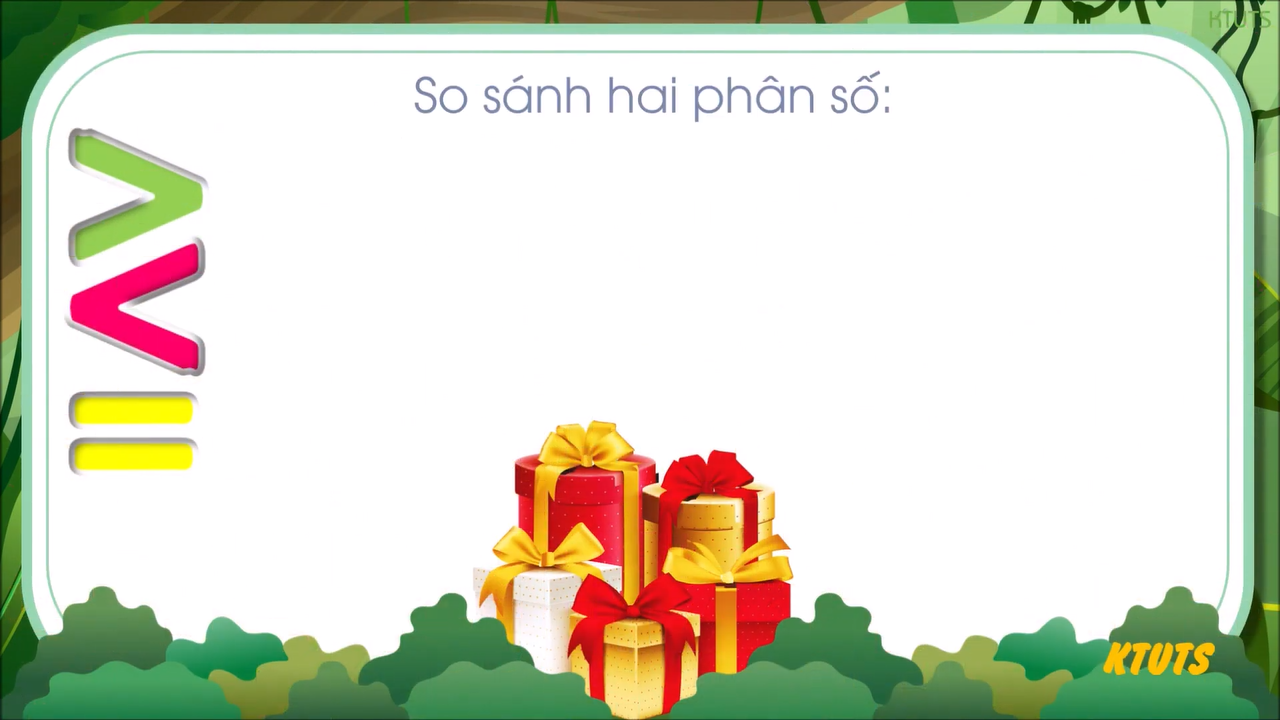 KTUTS
So sánh hai phân số:
>
<
=
KTUTS